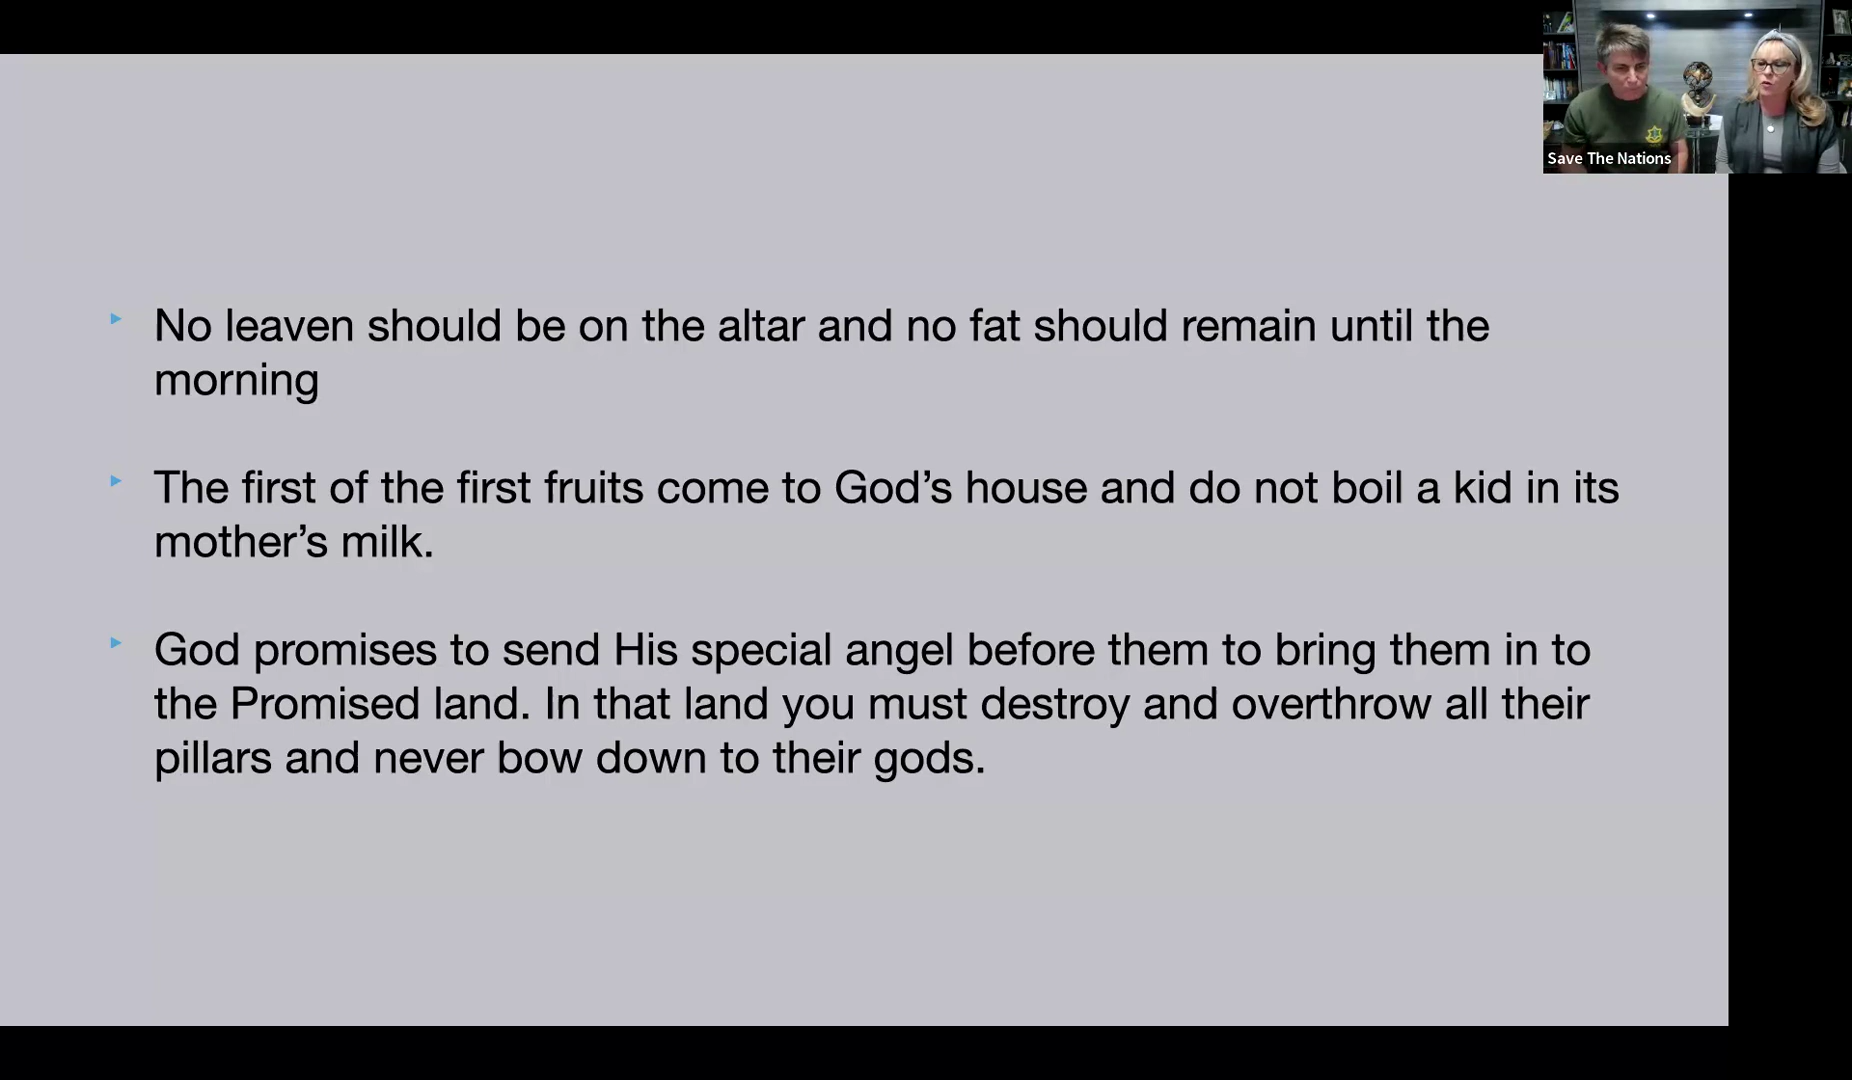 Save The Nations
No leaven should be on the altar and no fat should remain until the
morning
The first of the first fruits come to God’s house and do not boil a kid in its
mother’s milk.
God promises to send His special angel before them to bring them in to
the Promised land. In that land you must destroy and overthrow all their
pillars and never bow down to their gods.